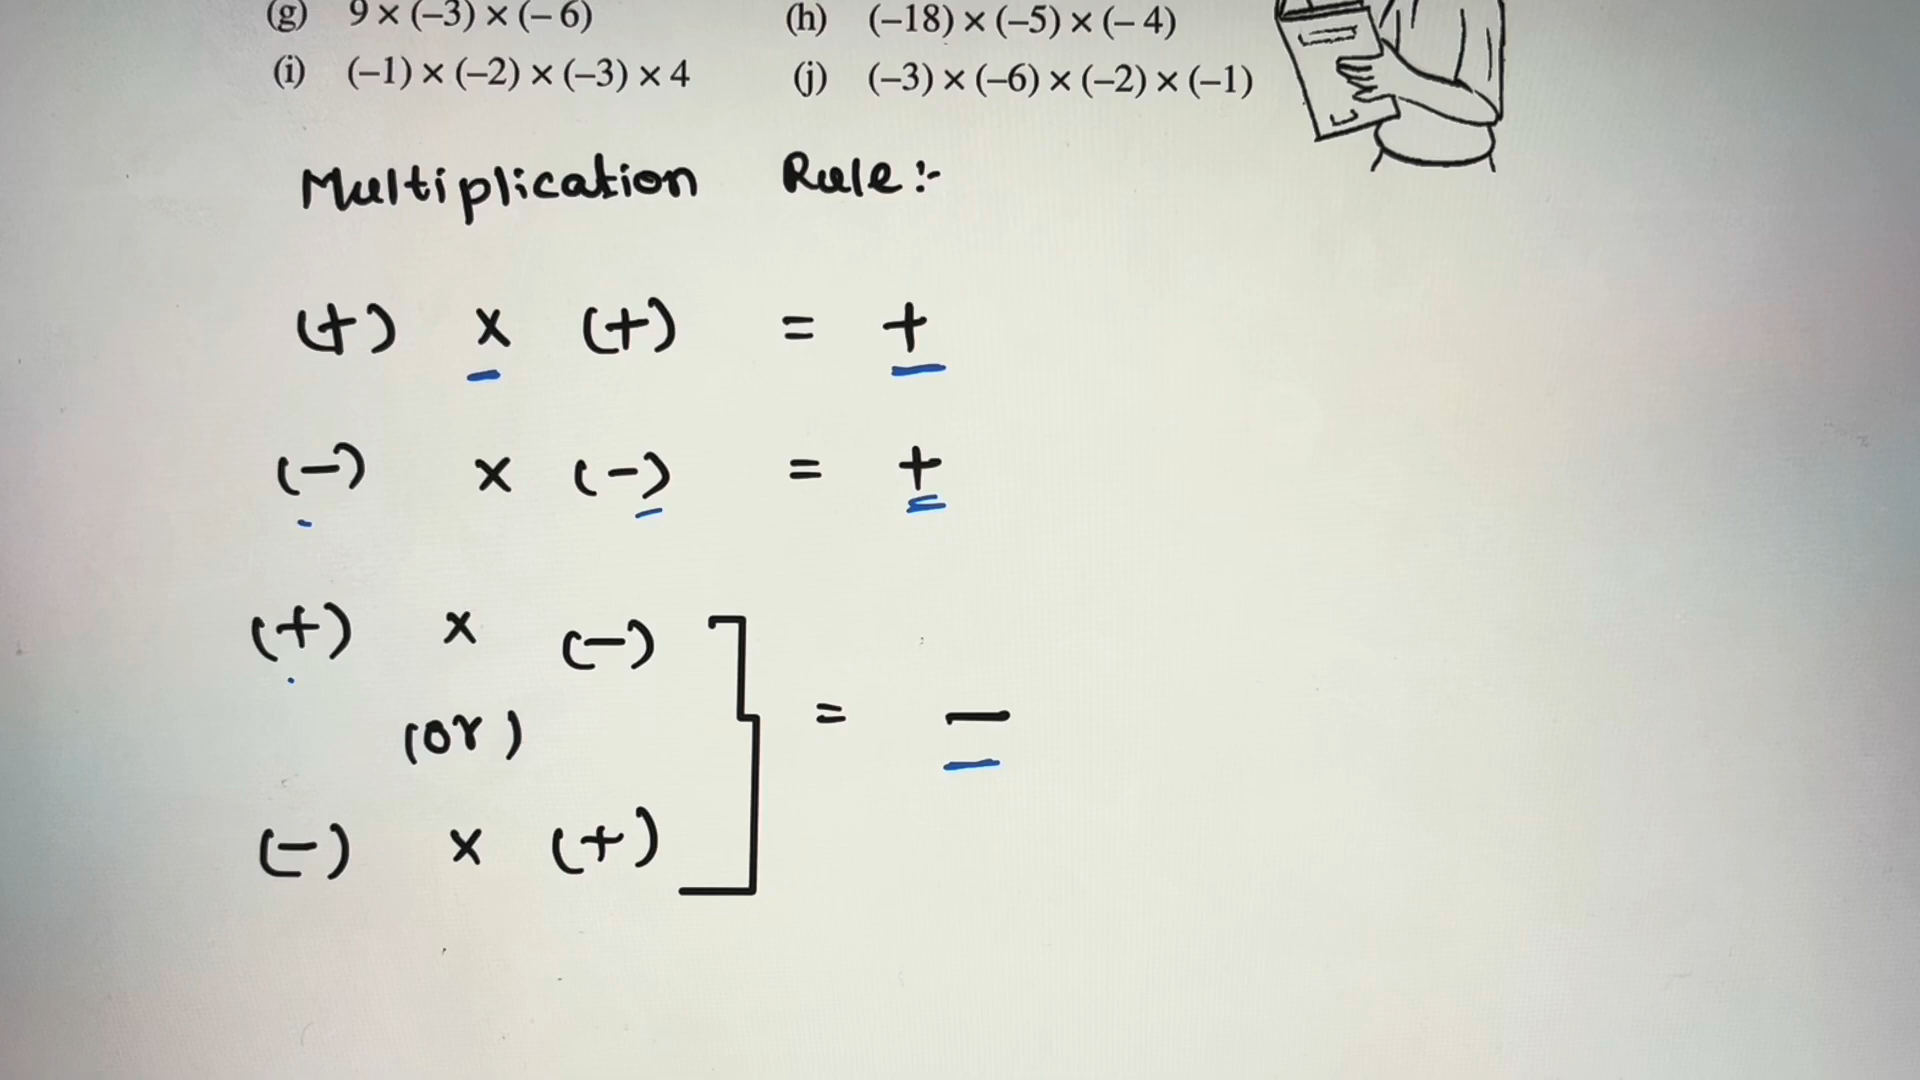 (g) 9 × (–3) × (– 6) (h) (–18) × (–5) × (– 4)
(i) (–1) × (–2) × (–3) × 4 (j) (–3) × (–6) × (–2) × (–1)
Multiplication Rule :-
(+) × (+) = +
(-) × (-) = +
(+) × (-)
(or) = -
(-) × (+)